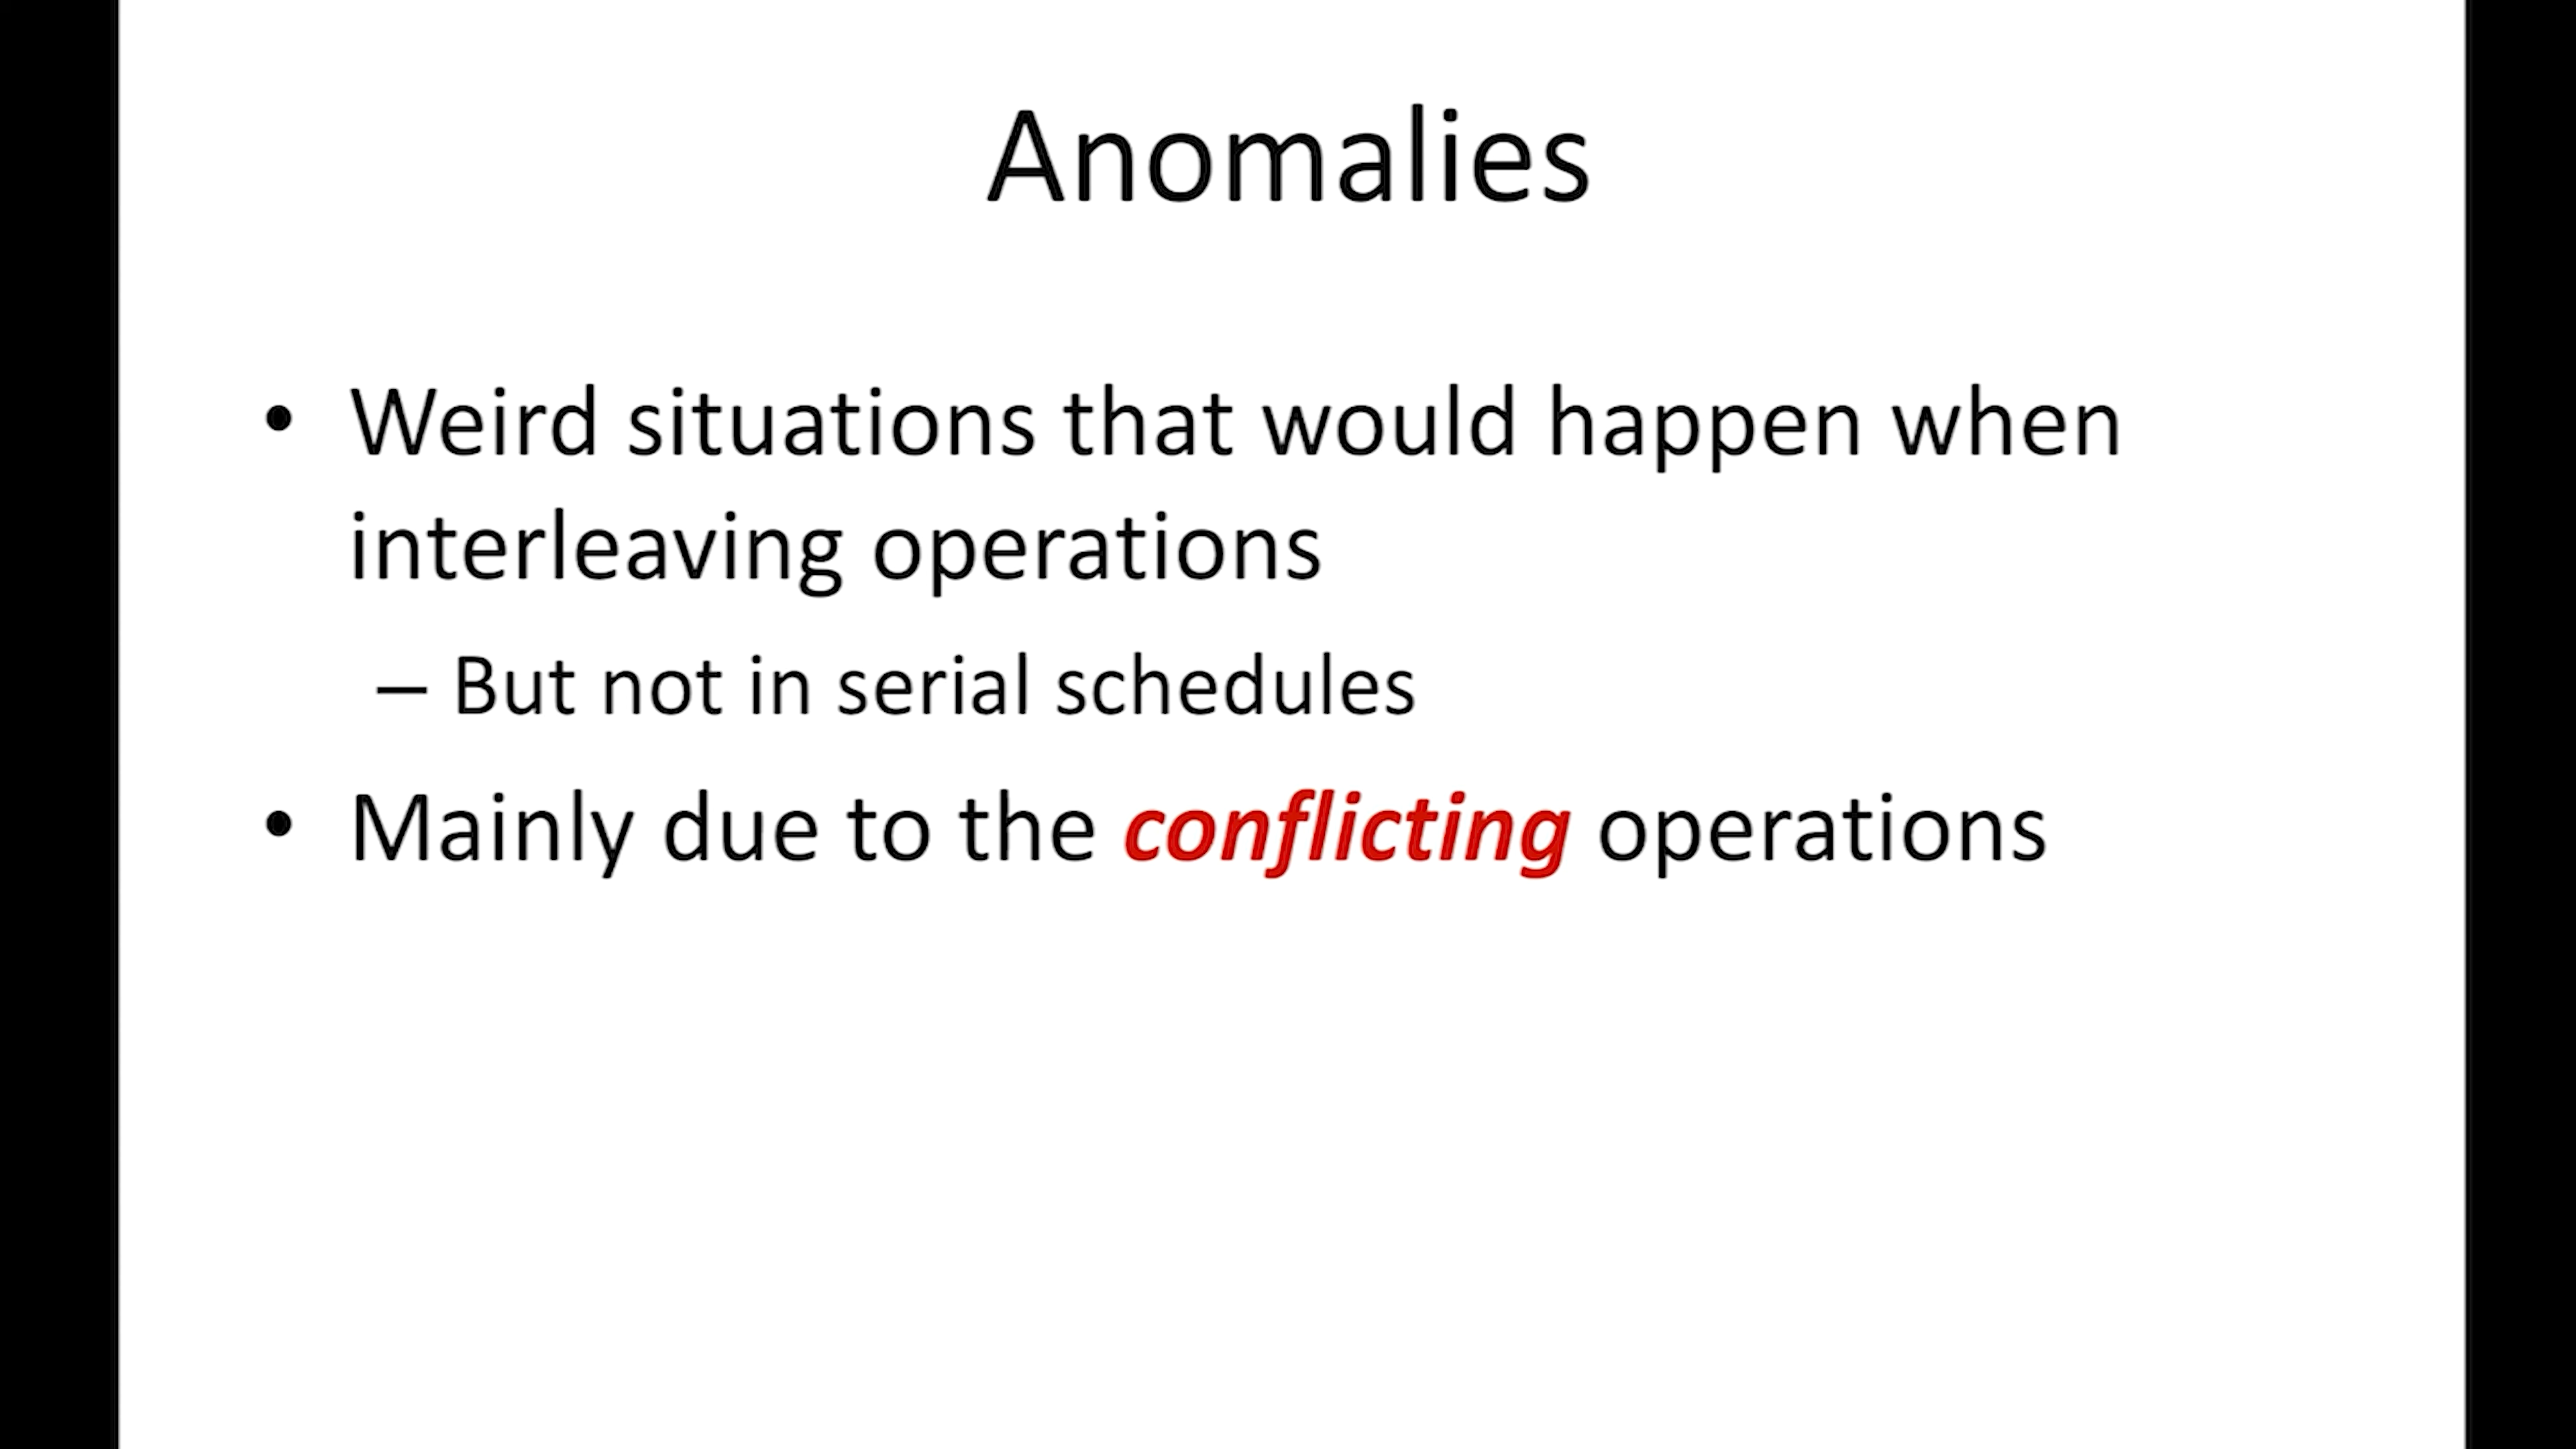 Anomalies
• Weird situations that would happen when
interleaving operations
– But not in serial schedules
• Mainly due to the conflicting operations